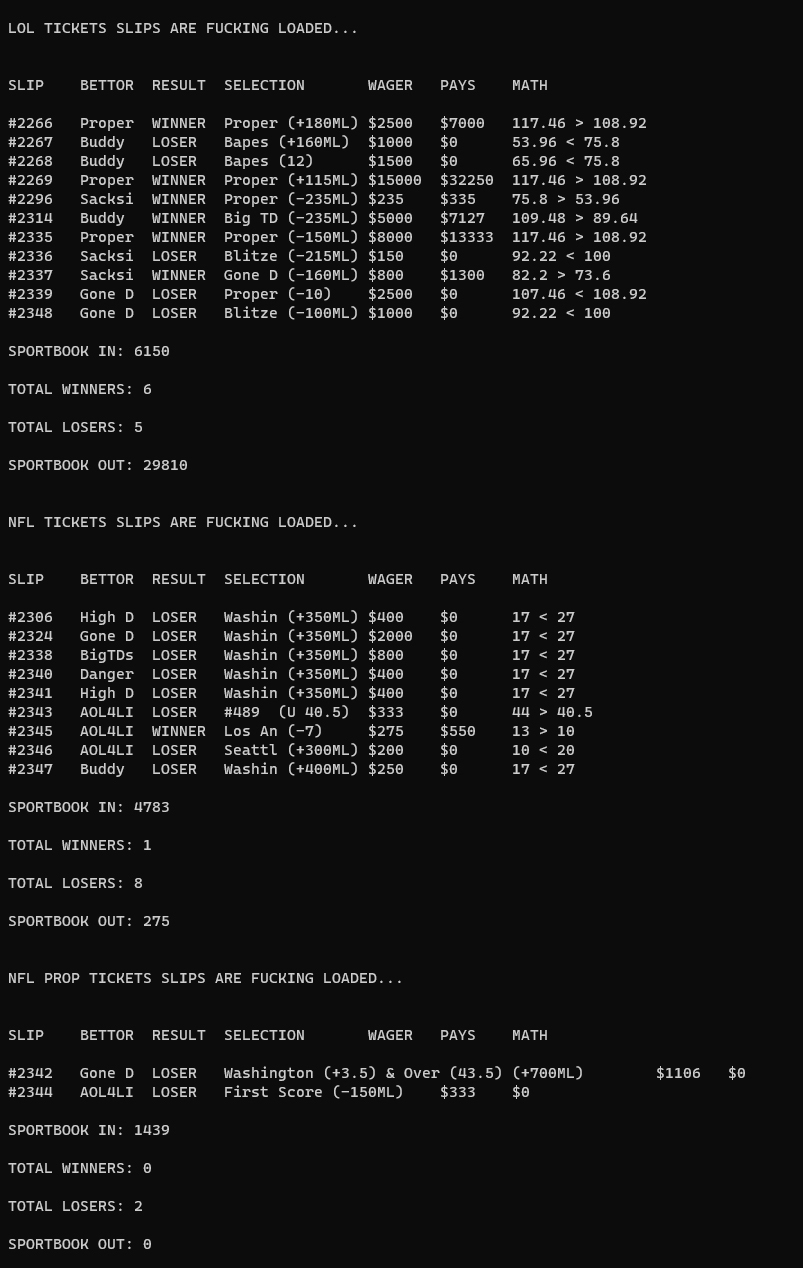 LOL TICKETS SLIPS ARE FUCKING LOADED...
SLIP BETTOR RESULT SELECTION WAGER PAYS MATH
#2266 Proper WINNER Proper (+180ML) $2500 $7000 117.46 > 108.92
#2267 Buddy LOSER Bapes (+160ML) $1000 $0 53.96 < 75.8
#2268 Buddy LOSER Bapes (12) $1500 $0 65.96 < 75.8
#2269 Proper WINNER Proper (+115ML) $15000 $32250 117.46 > 108.92
#2296 Sacksi WINNER Proper (-235ML) $235 $335 75.8 > 53.96
#2314 Buddy WINNER Big TD (-235ML) $5000 $7127 109.48 > 89.64
#2335 Proper WINNER Proper (-150ML) $8000 $13333 117.46 > 108.92
#2336 Sacksi LOSER Blitze (-215ML) $150 $0 92.22 < 100
#2337 Sacksi WINNER Gone D (-160ML) $800 $1300 82.2 > 73.6
#2339 Gone D LOSER Proper (-10) $2500 $0 107.46 < 108.92
#2348 Gone D LOSER Blitze (-100ML) $1000 $0 92.22 < 100
SPORTBOOK IN: 6150
TOTAL WINNERS: 6
TOTAL LOSERS: 5
SPORTBOOK OUT: 29810
NFL TICKETS SLIPS ARE FUCKING LOADED...
SLIP BETTOR RESULT SELECTION WAGER PAYS MATH
#2306 High D LOSER Washin (+350ML) $400 $0 17 < 27
#2324 Gone D LOSER Washin (+350ML) $2000 $0 17 < 27
#2338 BigTDs LOSER Washin (+350ML) $800 $0 17 < 27
#2340 Danger LOSER Washin (+350ML) $400 $0 17 < 27
#2341 High D LOSER Washin (+350ML) $400 $0 17 < 27
#2343 AOL4LI LOSER #489 (U 40.5) $333 $0 44 > 40.5
#2345 AOL4LI WINNER Los An (-7) $275 $550 13 > 10
#2346 AOL4LI LOSER Seattl (+300ML) $200 $0 10 < 20
#2347 Buddy LOSER Washin (+400ML) $250 $0 17 < 27
SPORTBOOK IN: 4783
TOTAL WINNERS: 1
TOTAL LOSERS: 8
SPORTBOOK OUT: 275
NFL PROP TICKETS SLIPS ARE FUCKING LOADED...
SLIP BETTOR RESULT SELECTION WAGER PAYS MATH
#2342 Gone D LOSER Washington (+3.5) & Over (43.5) (+700ML) $1106 $0
#2344 AOL4LI LOSER First Score (-150ML) $333 $0
SPORTBOOK IN: 1439
TOTAL WINNERS: 0
TOTAL LOSERS: 2
SPORTBOOK OUT: 0